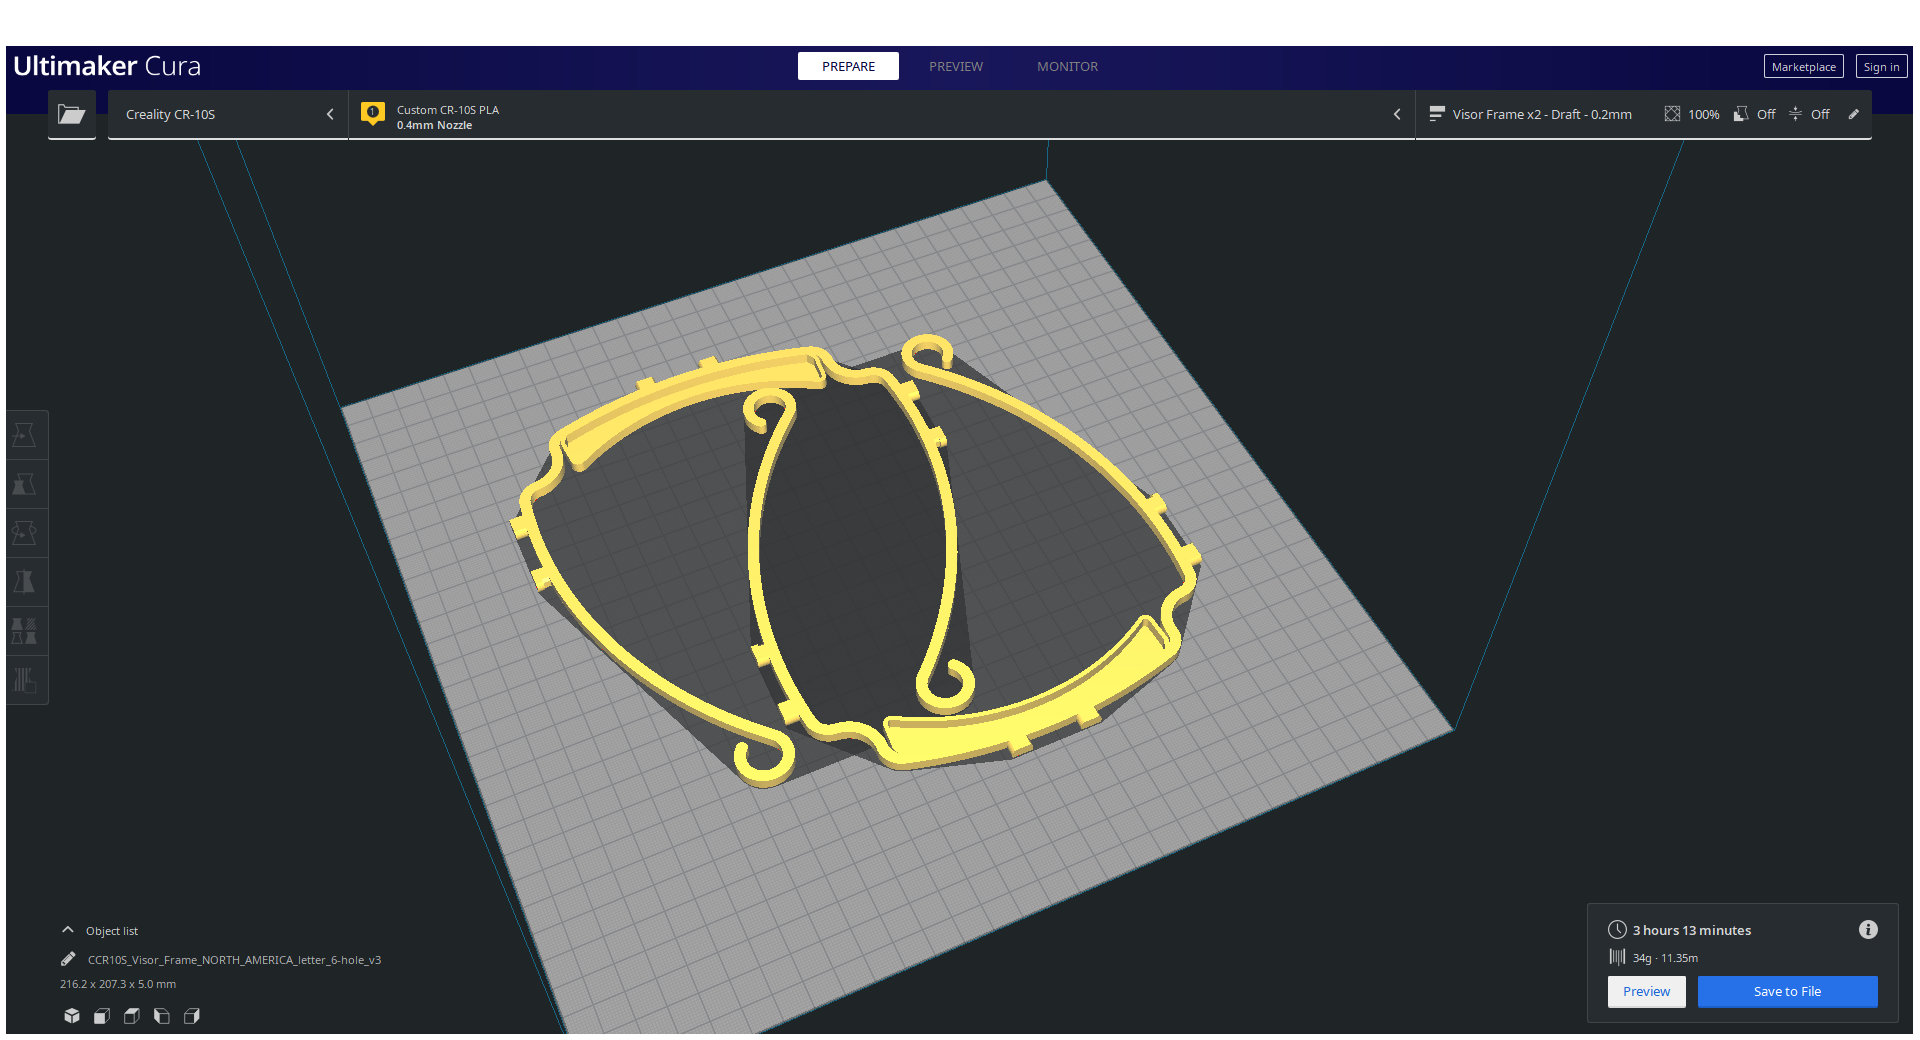 Ultimaker Cura
PREPARE
PREVIEW
MONITOR
Marketplace
Sign in
Creality CR-10S
1
Custom CR-10S PLA
0.4mm Nozzle
Visor Frame x2 - Draft - 0.2mm
100%
Off
Off
Object list
CCR10S_Visor_Frame_NORTH_AMERICA_letter_6-hole_v3
216.2 x 207.3 x 5.0 mm
3 hours 13 minutes
34g · 11.35m
Preview
Save to File